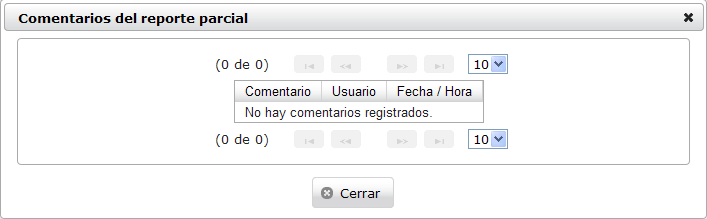 Comentarios del reporte parcial
(0 de 0) 10
Comentario Usuario Fecha / Hora
No hay comentarios registrados.
(0 de 0) 10
Cerrar